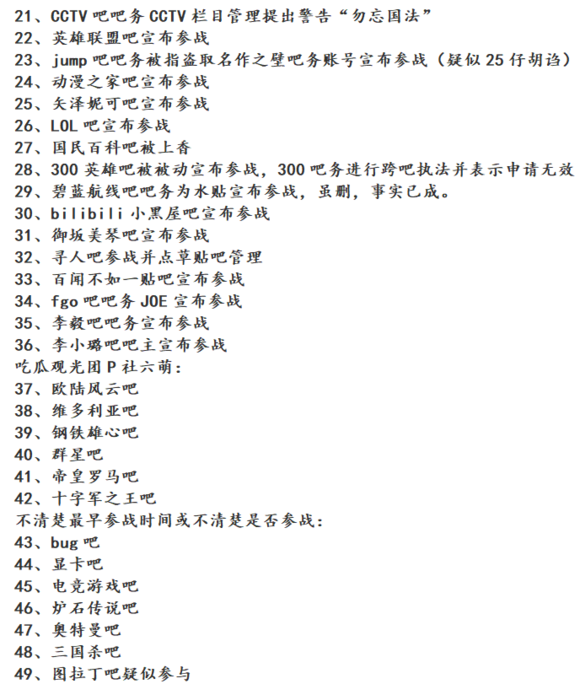 21、CCTV 吧吧务 CCTV 栏目管理提出警告“勿忘国法”
22、英雄联盟吧宣布参战
23、jump 吧吧务被指盗取名作之壁吧务账号宣布参战（疑似 25 仔胡诌）
24、动漫之家吧宣布参战
25、矢泽妮可吧宣布参战
26、LOL 吧宣布参战
27、国民百科吧被上香
28、300 英雄吧被被动宣布参战，300 吧务进行跨吧执法并表示申请无效
29、碧蓝航线吧吧务为水贴宣布参战，虽删，事实已成。
30、bilibili 小黑屋吧宣布参战
31、御坂美琴吧宣布参战
32、寻人吧参战并点草贴吧管理
33、百闻不如一贴吧宣布参战
34、fgo 吧吧务 JOE 宣布参战
35、李毅吧吧务宣布参战
36、李小璐吧吧主宣布参战
吃瓜观光团 P 社六萌：
37、欧陆风云吧
38、维多利亚吧
39、钢铁雄心吧
40、群星吧
41、帝皇罗马吧
42、十字军之王吧
不清楚最早参战时间或不清楚是否参战：
43、bug 吧
44、显卡吧
45、电竞游戏吧
46、炉石传说吧
47、奥特曼吧
48、三国杀吧
49、图拉丁吧疑似参与